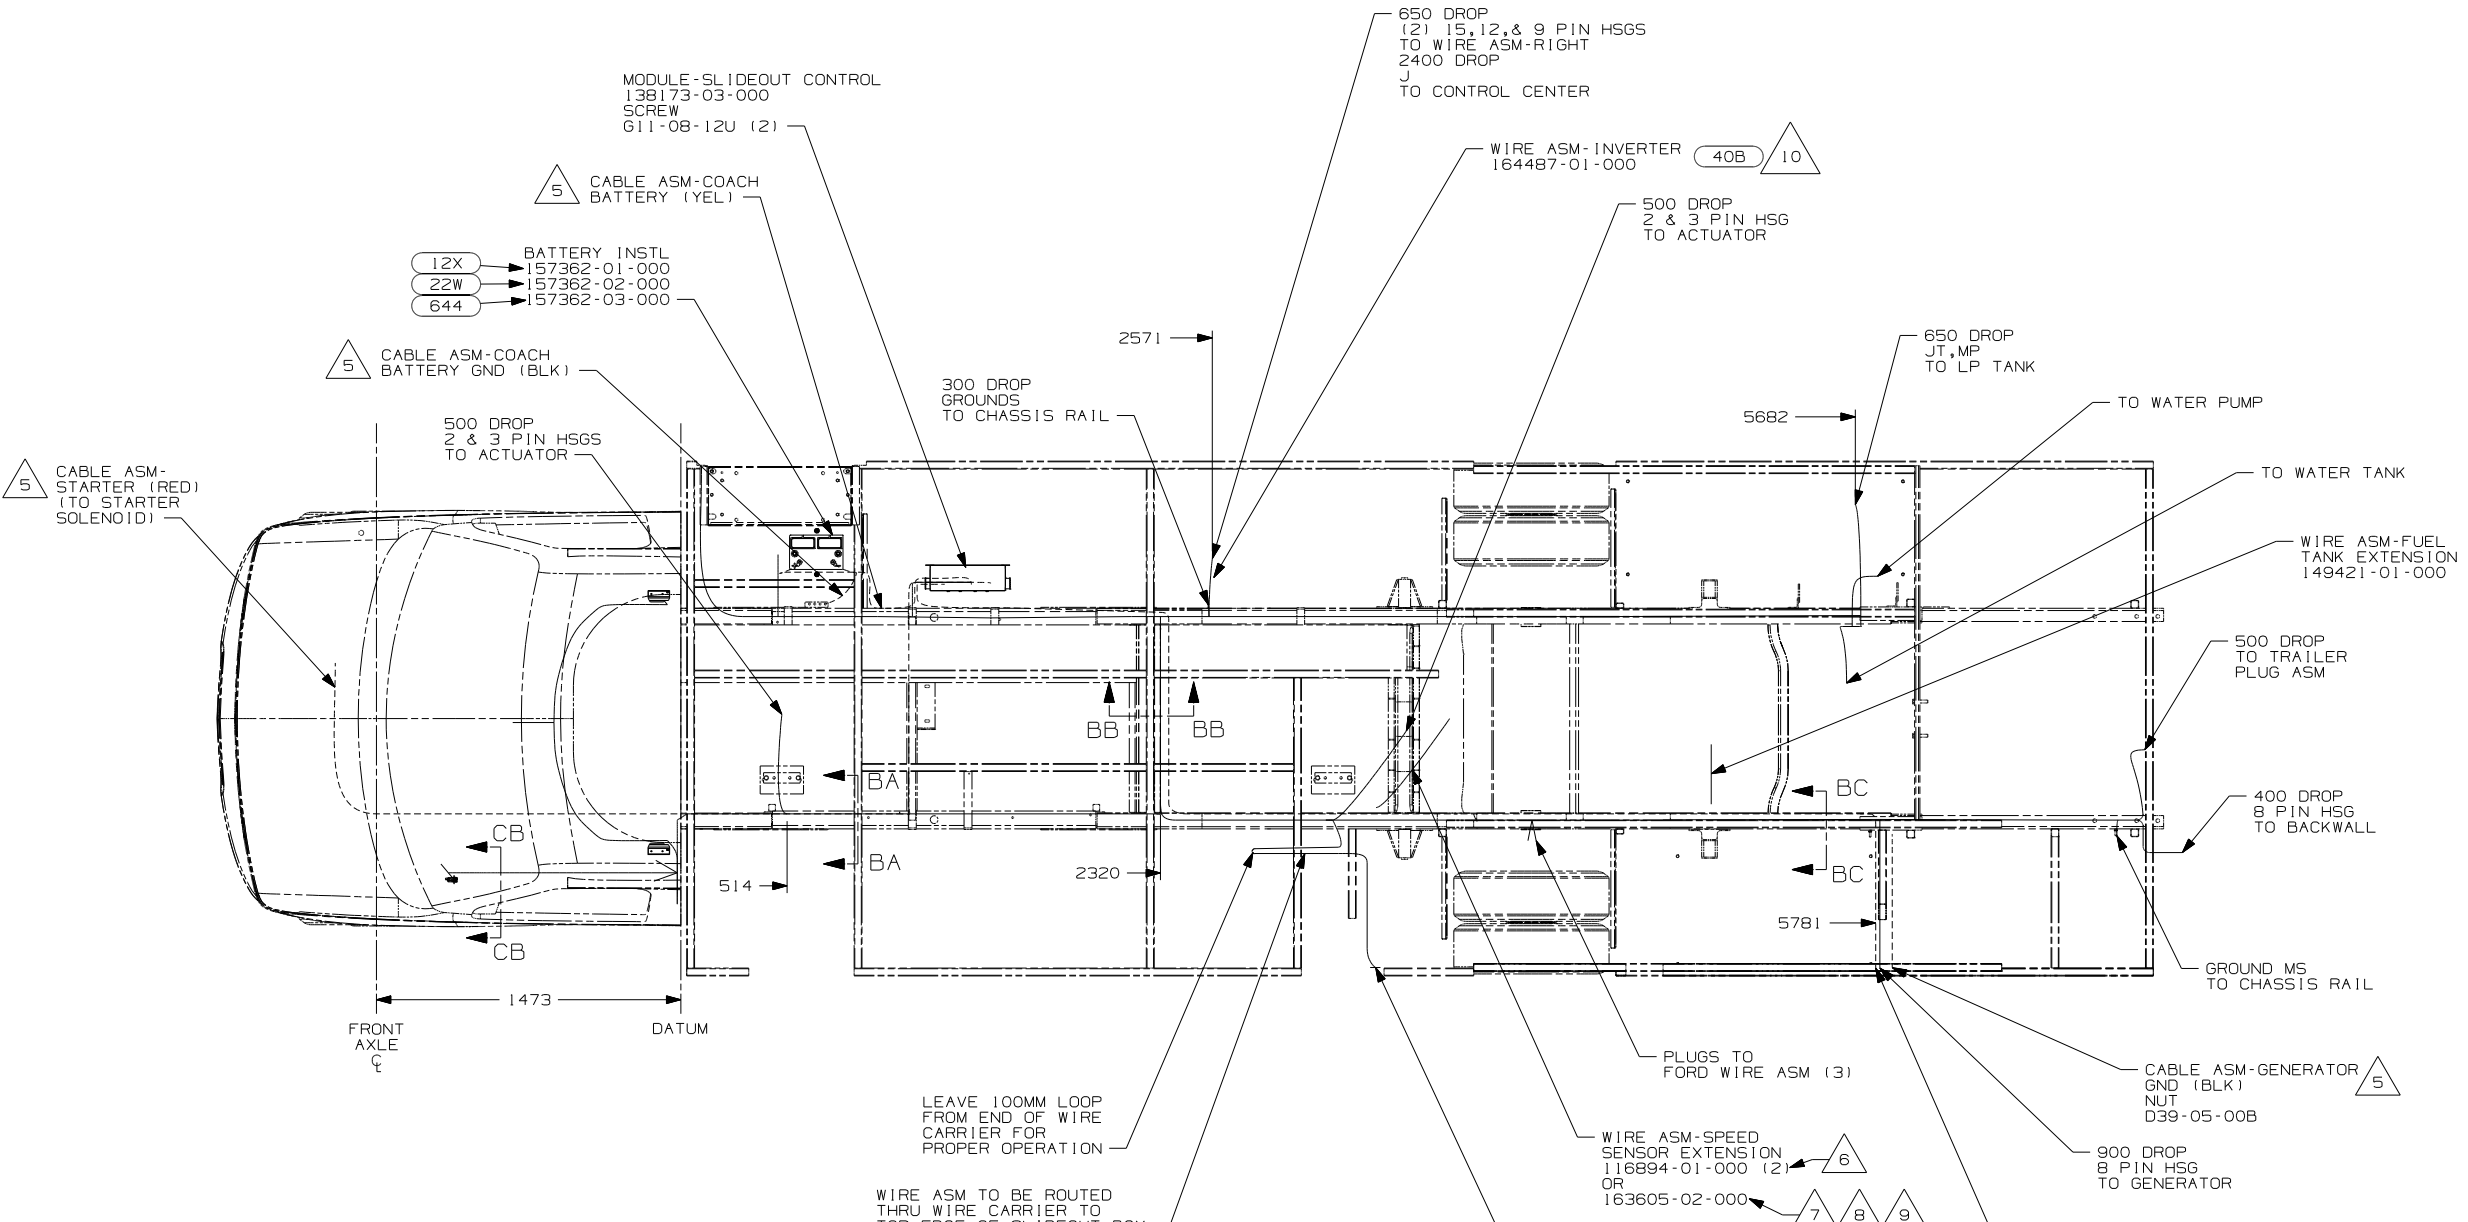 650 DROP
(2) 15,12,& 9 PIN HSGS
TO WIRE ASM-RIGHT
2400 DROP
J
TO CONTROL CENTER
MODULE-SLIDEOUT CONTROL
138173-03-000
SCREW
G11-08-12U (2)
WIRE ASM-INVERTER
164487-01-000
40B
10
5
CABLE ASM-COACH
BATTERY (YEL)
500 DROP
2 & 3 PIN HSG
TO ACTUATOR
BATTERY INSTL
12X
157362-01-000
22W
157362-02-000
644
157362-03-000
2571
650 DROP
JT,MP
TO LP TANK
5
CABLE ASM-COACH
BATTERY GND (BLK)
300 DROP
GROUNDS
TO CHASSIS RAIL
5682
TO WATER PUMP
500 DROP
2 & 3 PIN HSGS
TO ACTUATOR
5
CABLE ASM-
STARTER (RED)
(TO STARTER
SOLENOID)
TO WATER TANK
WIRE ASM-FUEL
TANK EXTENSION
149421-01-000
500 DROP
TO TRAILER
PLUG ASM
BB
BB
BA
BC
400 DROP
8 PIN HSG
TO BACKWALL
CB
BA
BC
514
2320
5781
CB
GROUND MS
TO CHASSIS RAIL
1473
FRONT
AXLE
℄
DATUM
PLUGS TO
FORD WIRE ASM (3)
CABLE ASM-GENERATOR
GND (BLK)
NUT
D39-05-00B
5
LEAVE 100MM LOOP
FROM END OF WIRE
CARRIER FOR
PROPER OPERATION
WIRE ASM-SPEED
SENSOR EXTENSION
116894-01-000 (2)
OR
163605-02-000
6
7
8
9
900 DROP
8 PIN HSG
TO GENERATOR
WIRE ASM TO BE ROUTED
THRU WIRE CARRIER TO